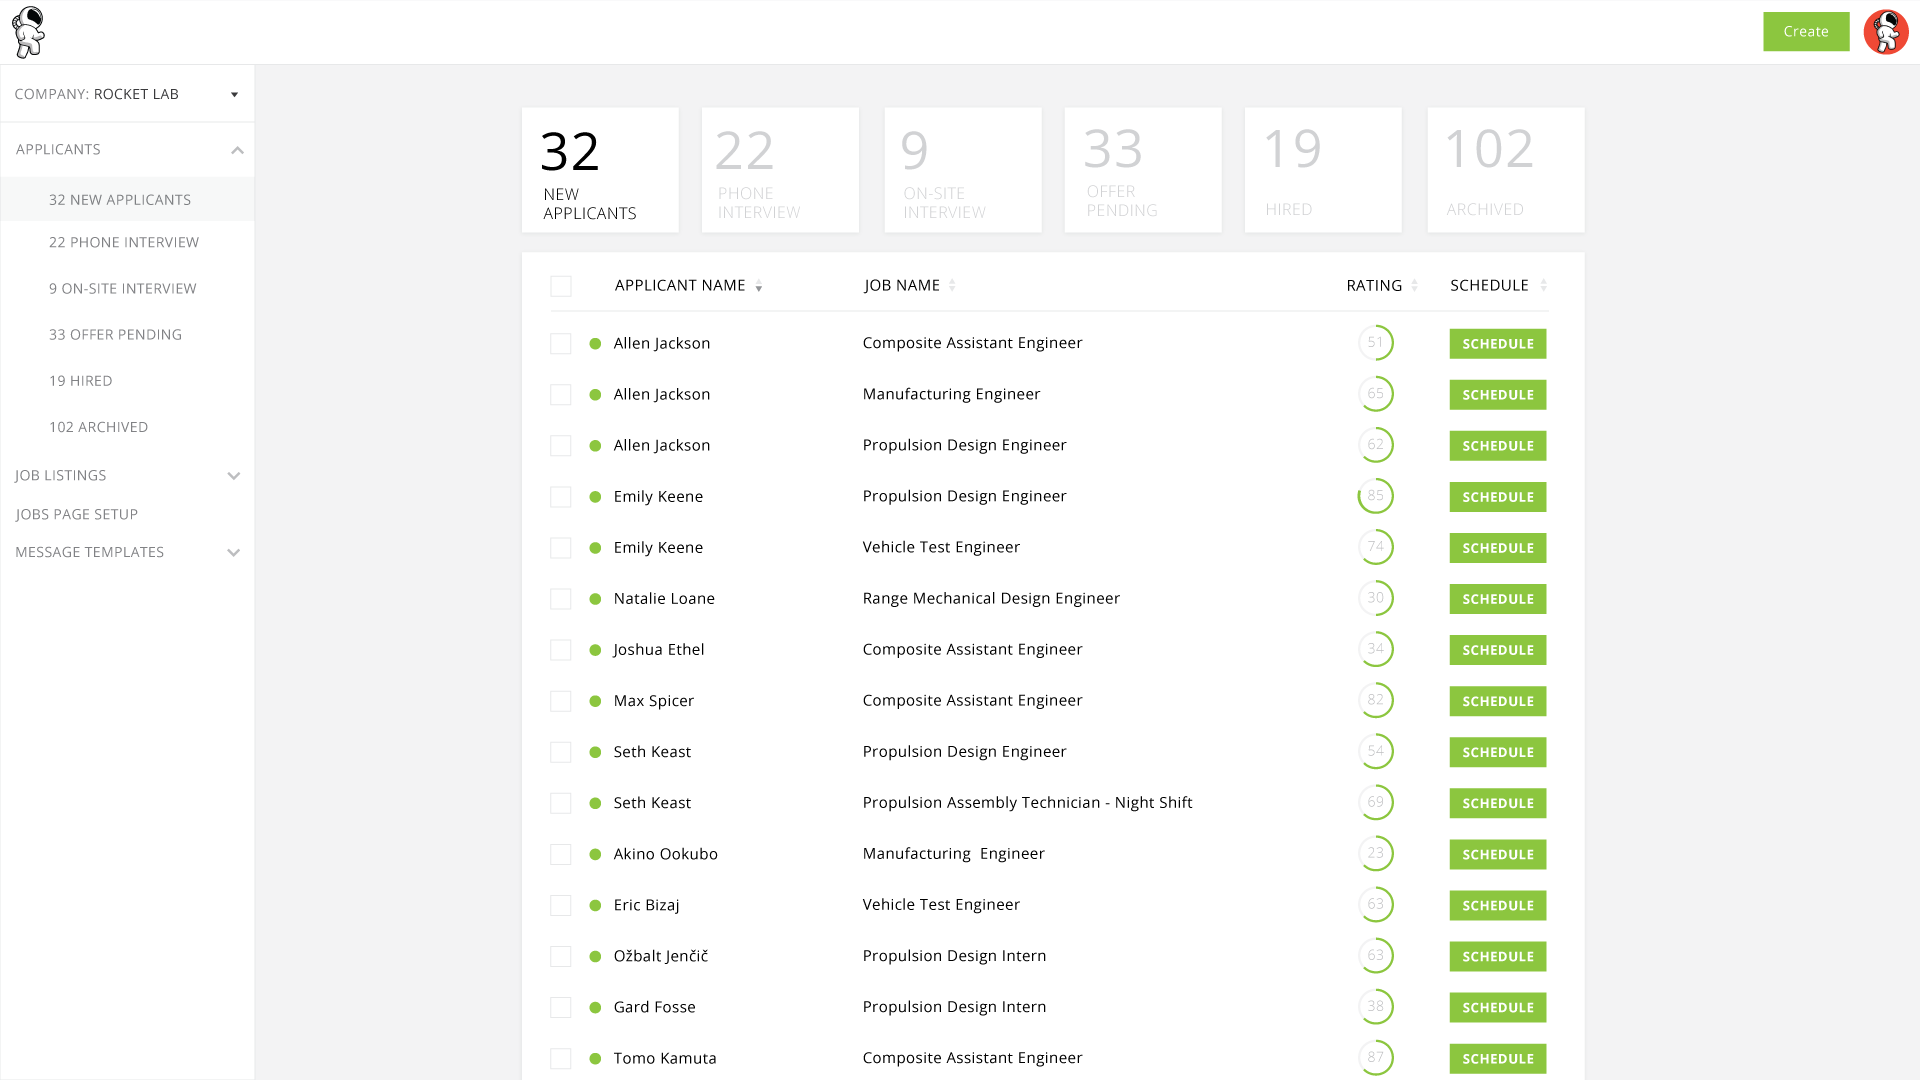 Create
COMPANY: ROCKET LAB
APPLICANTS
32 NEW APPLICANTS
22 PHONE INTERVIEW
9 ON-SITE INTERVIEW
33 OFFER PENDING
19 HIRED
102 ARCHIVED
JOB LISTINGS
JOBS PAGE SETUP
MESSAGE TEMPLATES
32
NEW
APPLICANTS
22
PHONE
INTERVIEW
9
ON-SITE
INTERVIEW
33
OFFER
PENDING
19
HIRED
102
ARCHIVED
APPLICANT NAME JOB NAME RATING SCHEDULE
Allen Jackson Composite Assistant Engineer 51 SCHEDULE
Allen Jackson Manufacturing Engineer 65 SCHEDULE
Allen Jackson Propulsion Design Engineer 62 SCHEDULE
Emily Keene Propulsion Design Engineer 85 SCHEDULE
Emily Keene Vehicle Test Engineer 74 SCHEDULE
Natalie Loane Range Mechanical Design Engineer 30 SCHEDULE
Joshua Ethel Composite Assistant Engineer 34 SCHEDULE
Max Spicer Composite Assistant Engineer 82 SCHEDULE
Seth Keast Propulsion Design Engineer 54 SCHEDULE
Seth Keast Propulsion Assembly Technician - Night Shift 69 SCHEDULE
Akino Ookubo Manufacturing  Engineer 23 SCHEDULE
Eric Bizaj Vehicle Test Engineer 63 SCHEDULE
Ožbalt Jenčič Propulsion Design Intern 63 SCHEDULE
Gard Fosse Propulsion Design Intern 38 SCHEDULE
Tomo Kamuta Composite Assistant Engineer 87 SCHEDULE